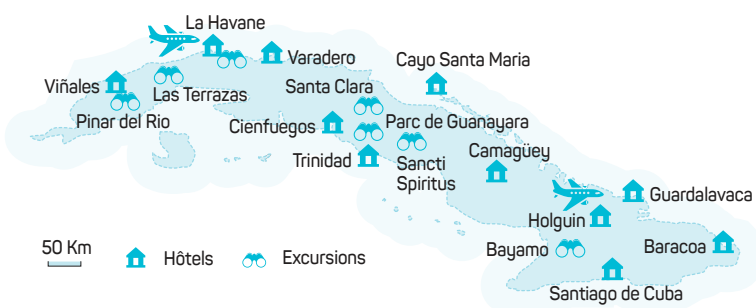 La Havane
Varadero
Cayo Santa Maria
Viñales
Las Terrazas
Santa Clara
Pinar del Rio
Cienfuegos
Parc de Guanayara
Trinidad
Sancti
Spiritus
Camagüey
Guardalavaca
Holguin
Bayamo
Baracoa
50 Km
Hôtels
Excursions
Santiago de Cuba